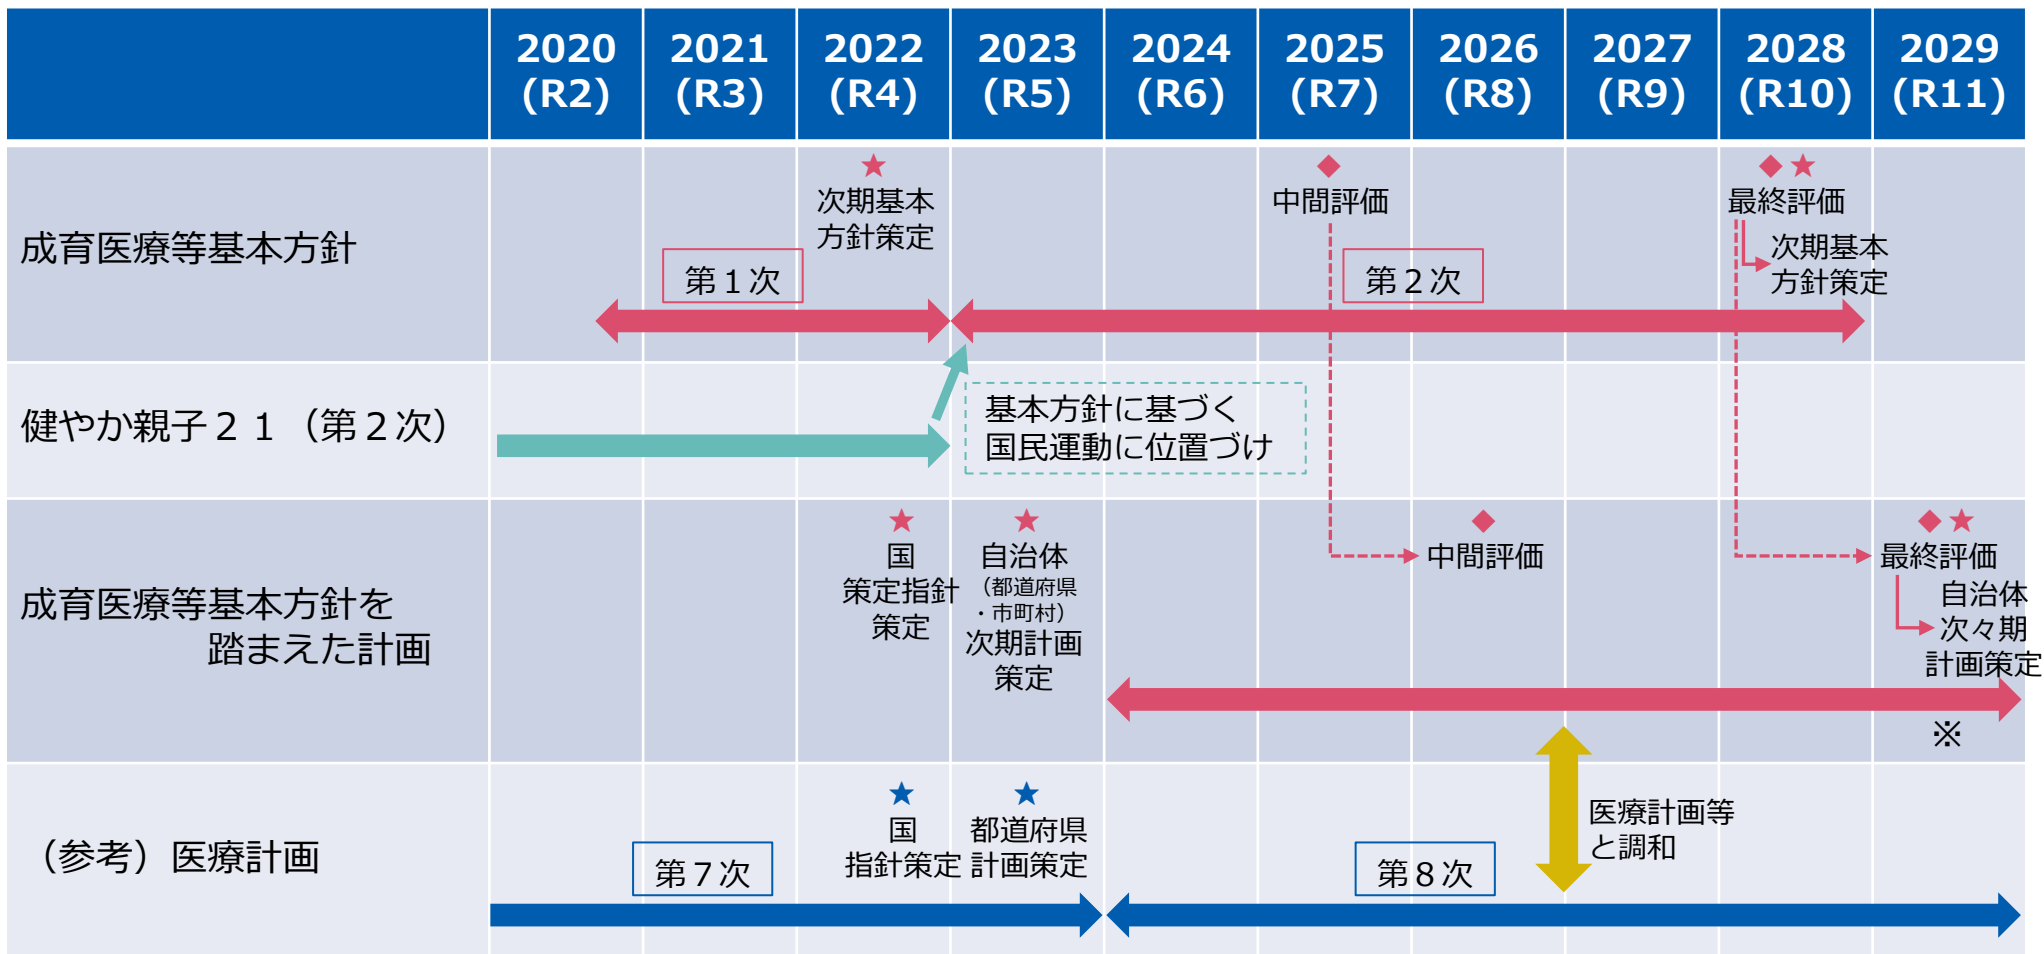 2020
(R2)
2021
(R3)
2022
(R4)
2023
(R5)
2024
(R6)
2025
(R7)
2026
(R8)
2027
(R9)
2028
(R10)
2029
(R11)
成育医療等基本方針
★
次期基本
方針策定
◆
中間評価
◆★
最終評価
次期基本
方針策定
第１次
第２次
健やか親子２１（第２次）
基本方針に基づく
国民運動に位置づけ
成育医療等基本方針を
踏まえた計画
★
国
策定指針
策定
★
自治体
（都道府県
・市町村）
次期計画
策定
◆
中間評価
◆★
最終評価
自治体
次々期
計画策定
※
（参考）医療計画
★
国
指針策定
★
都道府県
計画策定
医療計画等
と調和
第７次
第８次